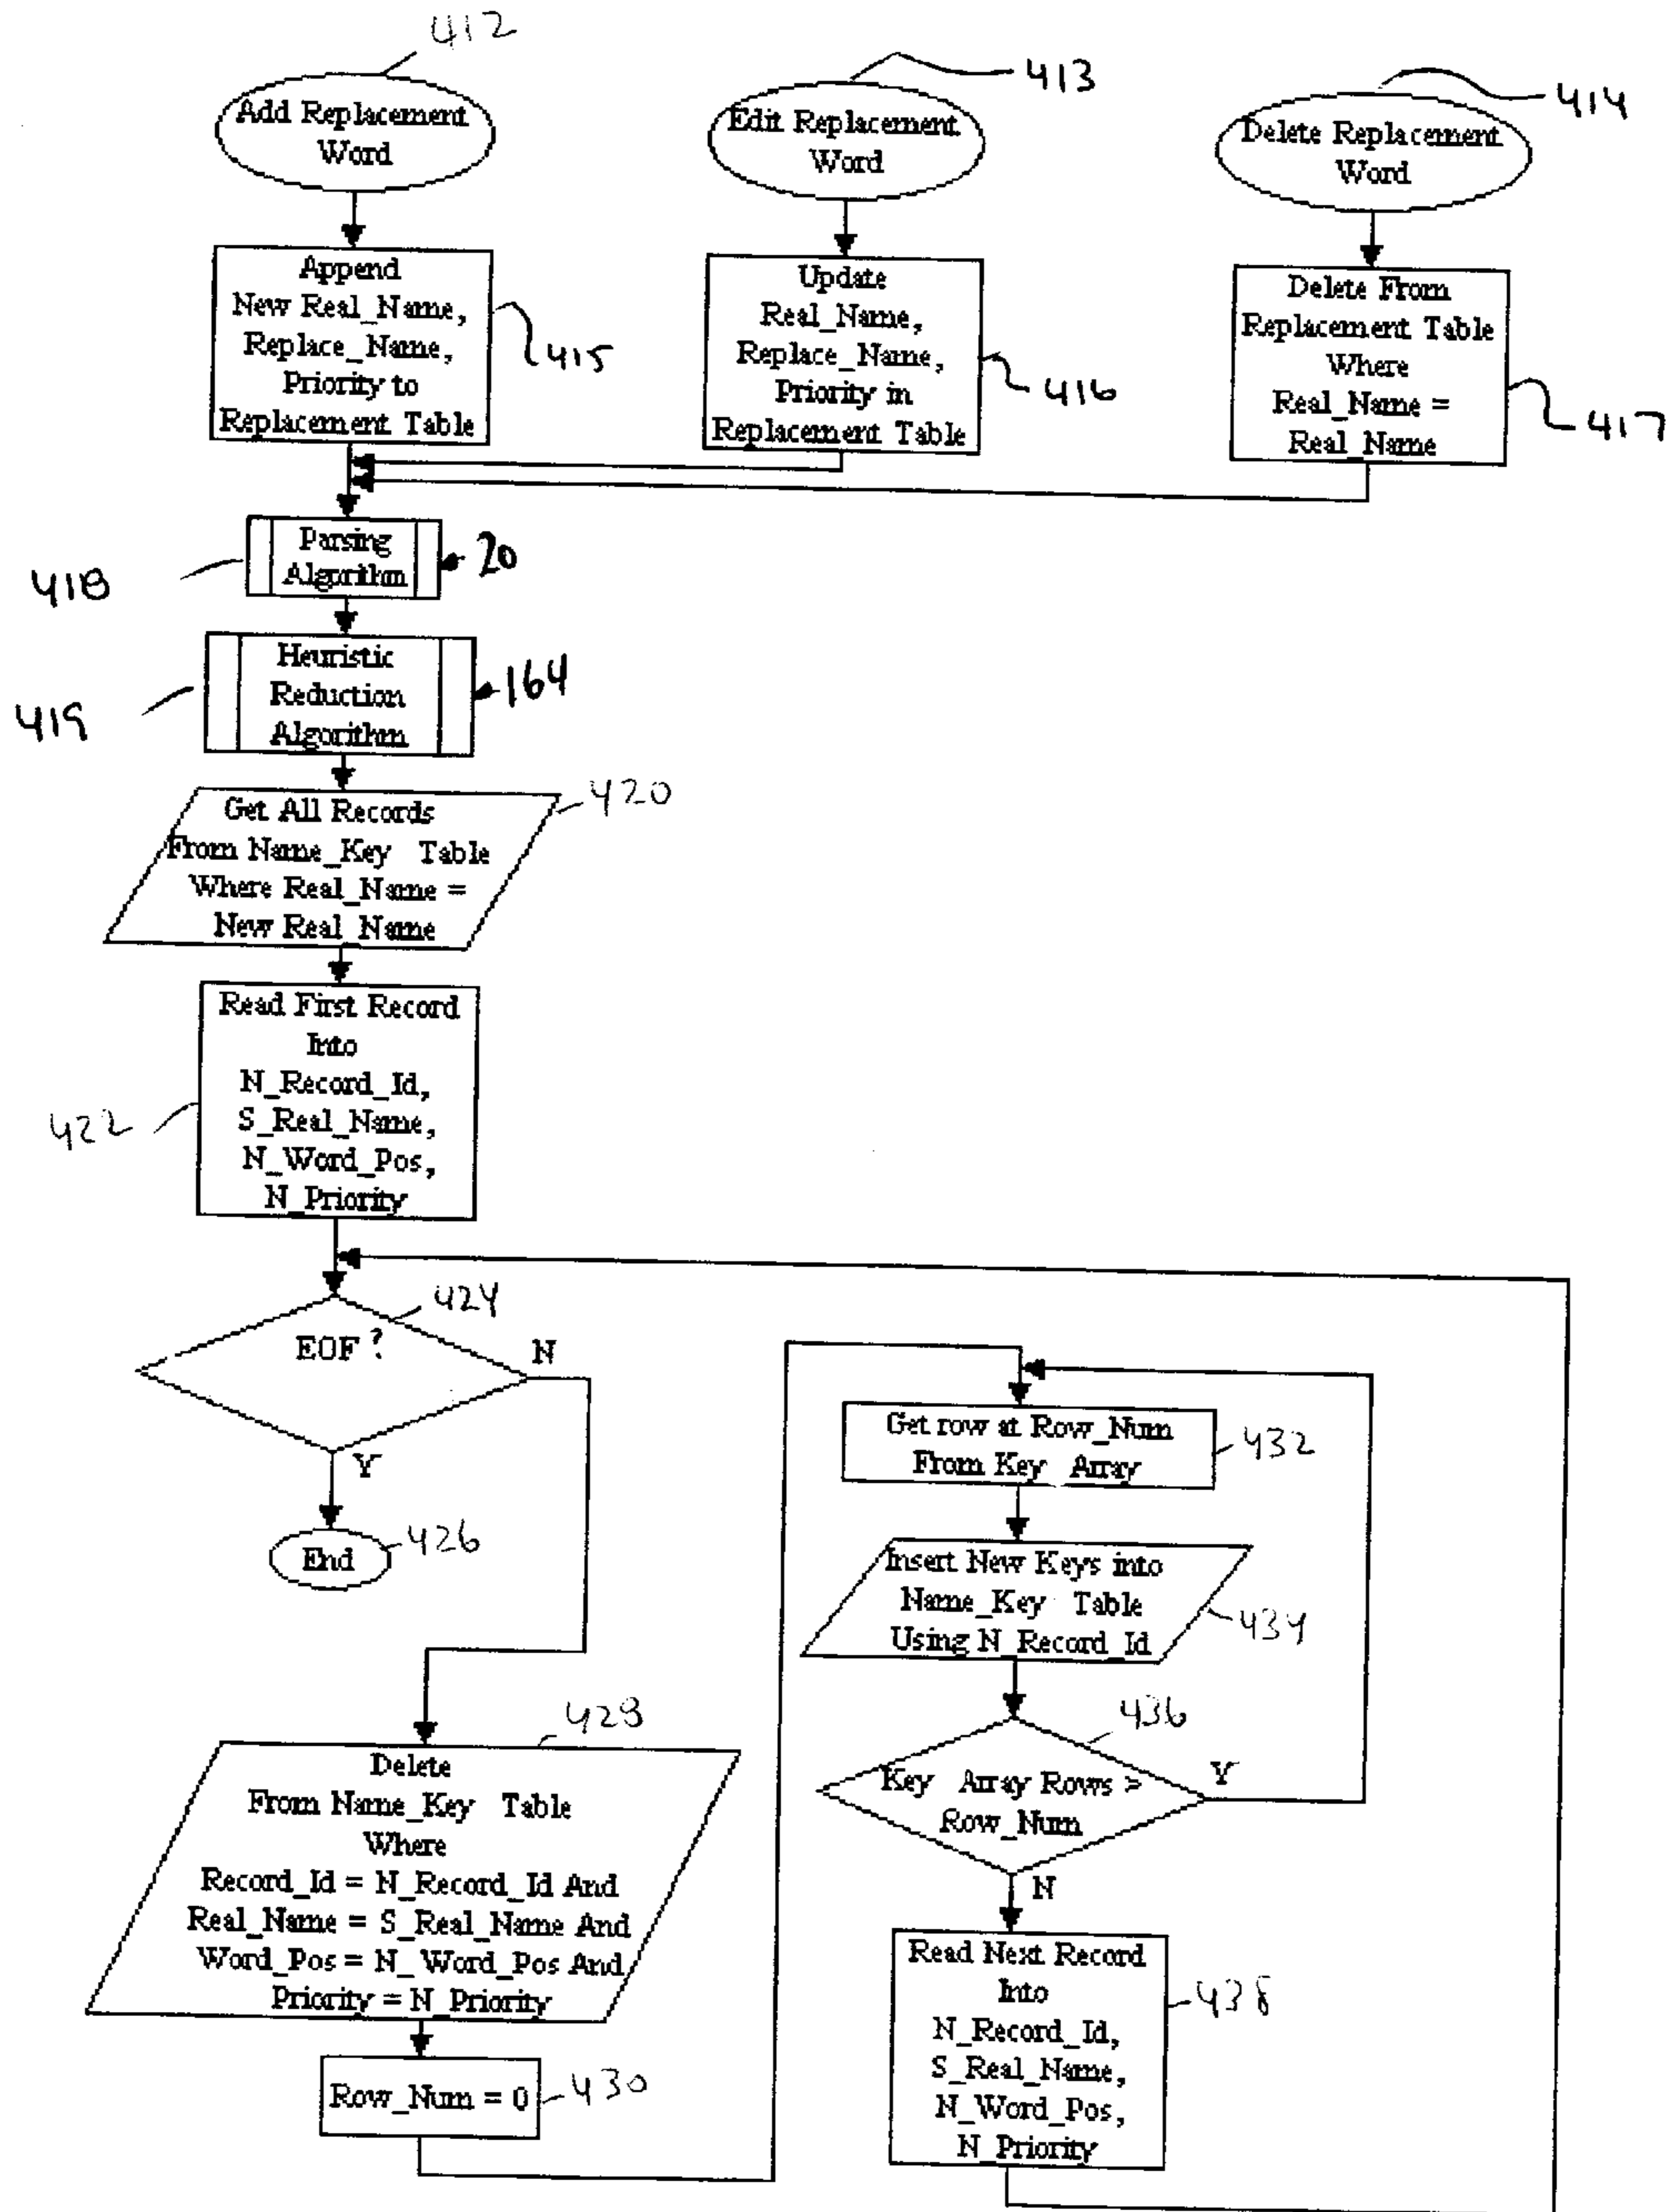 412
Add Replacement
Word
413
Edit Replacement
Word
414
Delete Replacement
Word
Append
New Real_Name,
Replace_Name,
Priority to
Replacement Table
415
Update
Real_Name,
Replace_Name,
Priority in
Replacement Table
416
Delete From
Replacement Table
Where
Real_Name =
Real_Name
417
418
Parsing
Algorithm
20
419
Heuristic
Reduction
Algorithm
164
Get All Records
From Name_Key Table
Where Real_Name =
New Real_Name
420
422
Read First Record
Into
N_Record_Id,
S_Real_Name,
N_Word_Pos,
N_Priority
EOF ?
424
N
Y
End
426
Delete
From Name_Key Table
Where
Record_Id = N_Record_Id And
Real_Name = S_Real_Name And
Word_Pos = N_ Word_Pos And
Priority = N_Priority
428
Row_Num = 0
430
Get row at Row_Num
From Key Array
432
Insert New Keys into
Name_Key Table
Using N_Record_Id
434
Key Array Rows >
Row_Num
436
Y
N
Read Next Record
Into
N_Record_Id,
S_Real_Name,
N_Word_Pos,
N_Priority
438